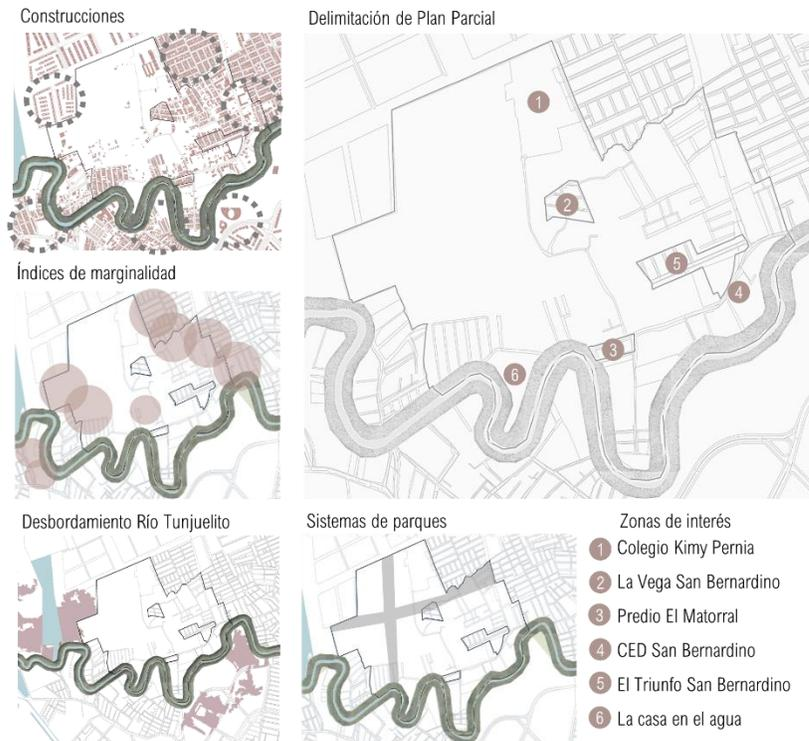 Construcciones
Delimitación de Plan Parcial
1
2
5
4
3
6
Índices de marginalidad
Desbordamiento Río Tunjuelito
Sistemas de parques
Zonas de interés
1 Colegio Kimy Pernia
2 La Vega San Bernardino
3 Predio El Matorral
4 CED San Bernardino
5 El Triunfo San Bernardino
6 La casa en el agua